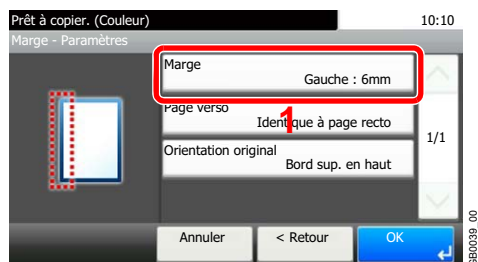 Prêt à copier. (Couleur) 10:10
Marge - Paramètres
Marge
Gauche : 6mm
Page verso
Identique à page recto
1
1/1
Orientation original
Bord sup. en haut
Annuler < Retour OK